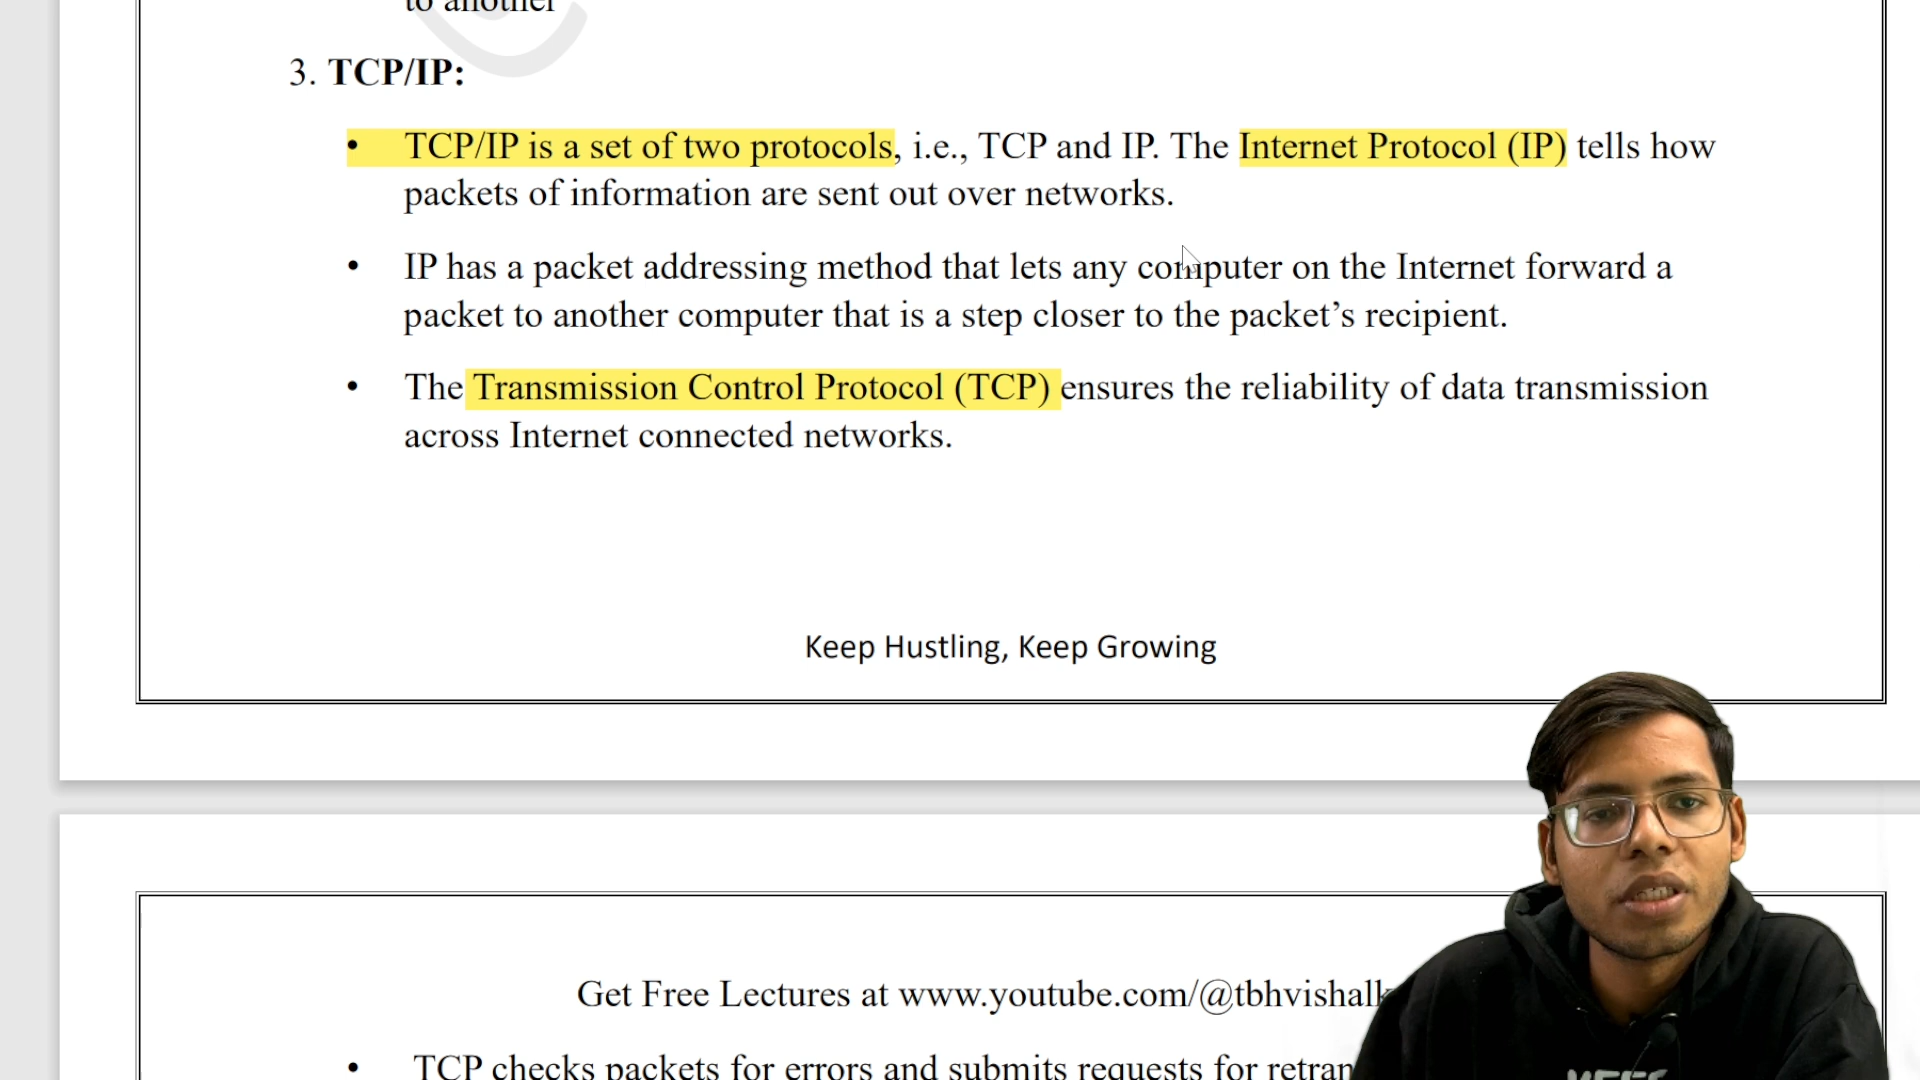 to another
3. TCP/IP:
• TCP/IP is a set of two protocols, i.e., TCP and IP. The Internet Protocol (IP) tells how
packets of information are sent out over networks.
• IP has a packet addressing method that lets any computer on the Internet forward a
packet to another computer that is a step closer to the packet’s recipient.
• The Transmission Control Protocol (TCP) ensures the reliability of data transmission
across Internet connected networks.
Keep Hustling, Keep Growing
Get Free Lectures at www.youtube.com/@tbhvishalk
• TCP checks packets for errors and submits requests for retran